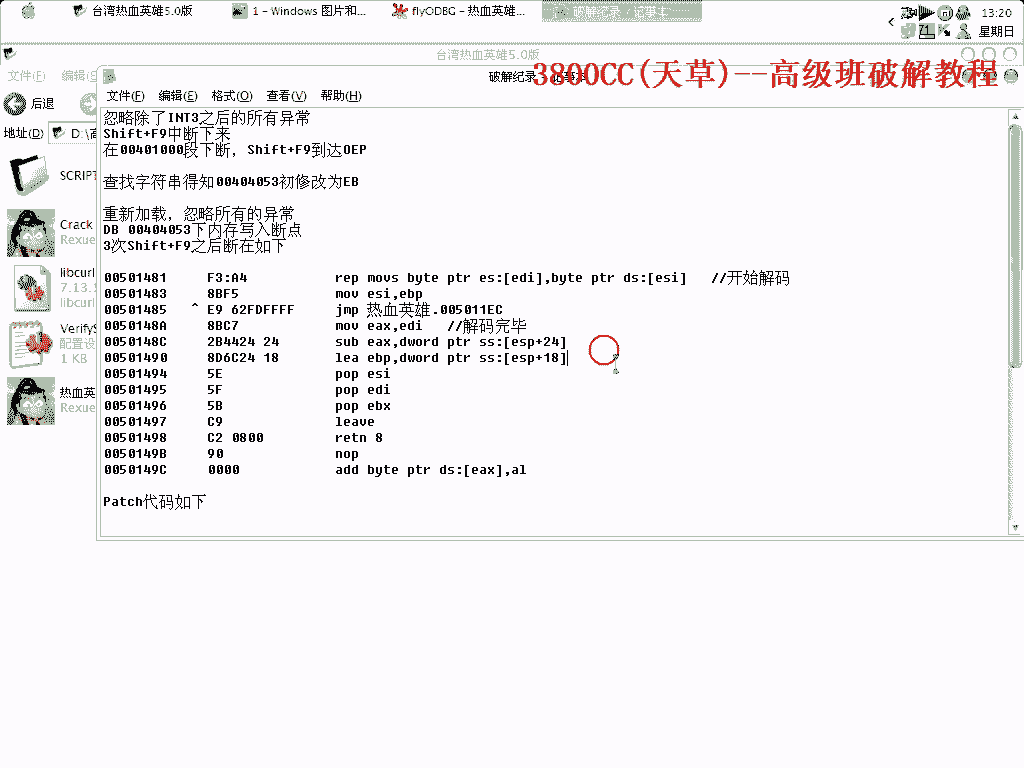 台湾热血英雄5.0版
1 - Windows 图片和...
flyODBG - 热血英雄...
破解纪录 - 记事本
13:20
星期日
台湾热血英雄5.0版
文件(F) 编辑(E
破解纪录
3800CC(天草)--高级班破解教程
后退
地址(D)
D:\高
文件(F) 编辑(E) 格式(O) 查看(V) 帮助(H)
忽略除了INT3之后的所有异常
Shift+F9中断下来
在00401000段下断，Shift+F9到达OEP
查找字符串得知00404053初修改为EB
重新加载，忽略所有的异常
DB 00404053下内存写入断点
3次Shift+F9之后断在如下
00501481 F3:A4 rep movs byte ptr es:[edi],byte ptr ds:[esi] //开始解码
00501483 8BF5 mov esi,ebp
00501485 ^ E9 62FDFFFF jmp 热血英雄.005011EC
0050148A 8BC7 mov eax,edi //解码完毕
0050148C 2B4424 24 sub eax,dword ptr ss:[esp+24]
00501490 8D6C24 18 lea ebp,dword ptr ss:[esp+18]
00501494 5E pop esi
00501495 5F pop edi
00501496 5B pop ebx
00501497 C9 leave
00501498 C2 0800 retn 8
0050149B 90 nop
0050149C 0000 add byte ptr ds:[eax],al
Patch代码如下
SCRIPT
Crack
Rexue
libcurl
7.13.
libcurl
VerifyS
配置设
1 KB
热血英
Rexue